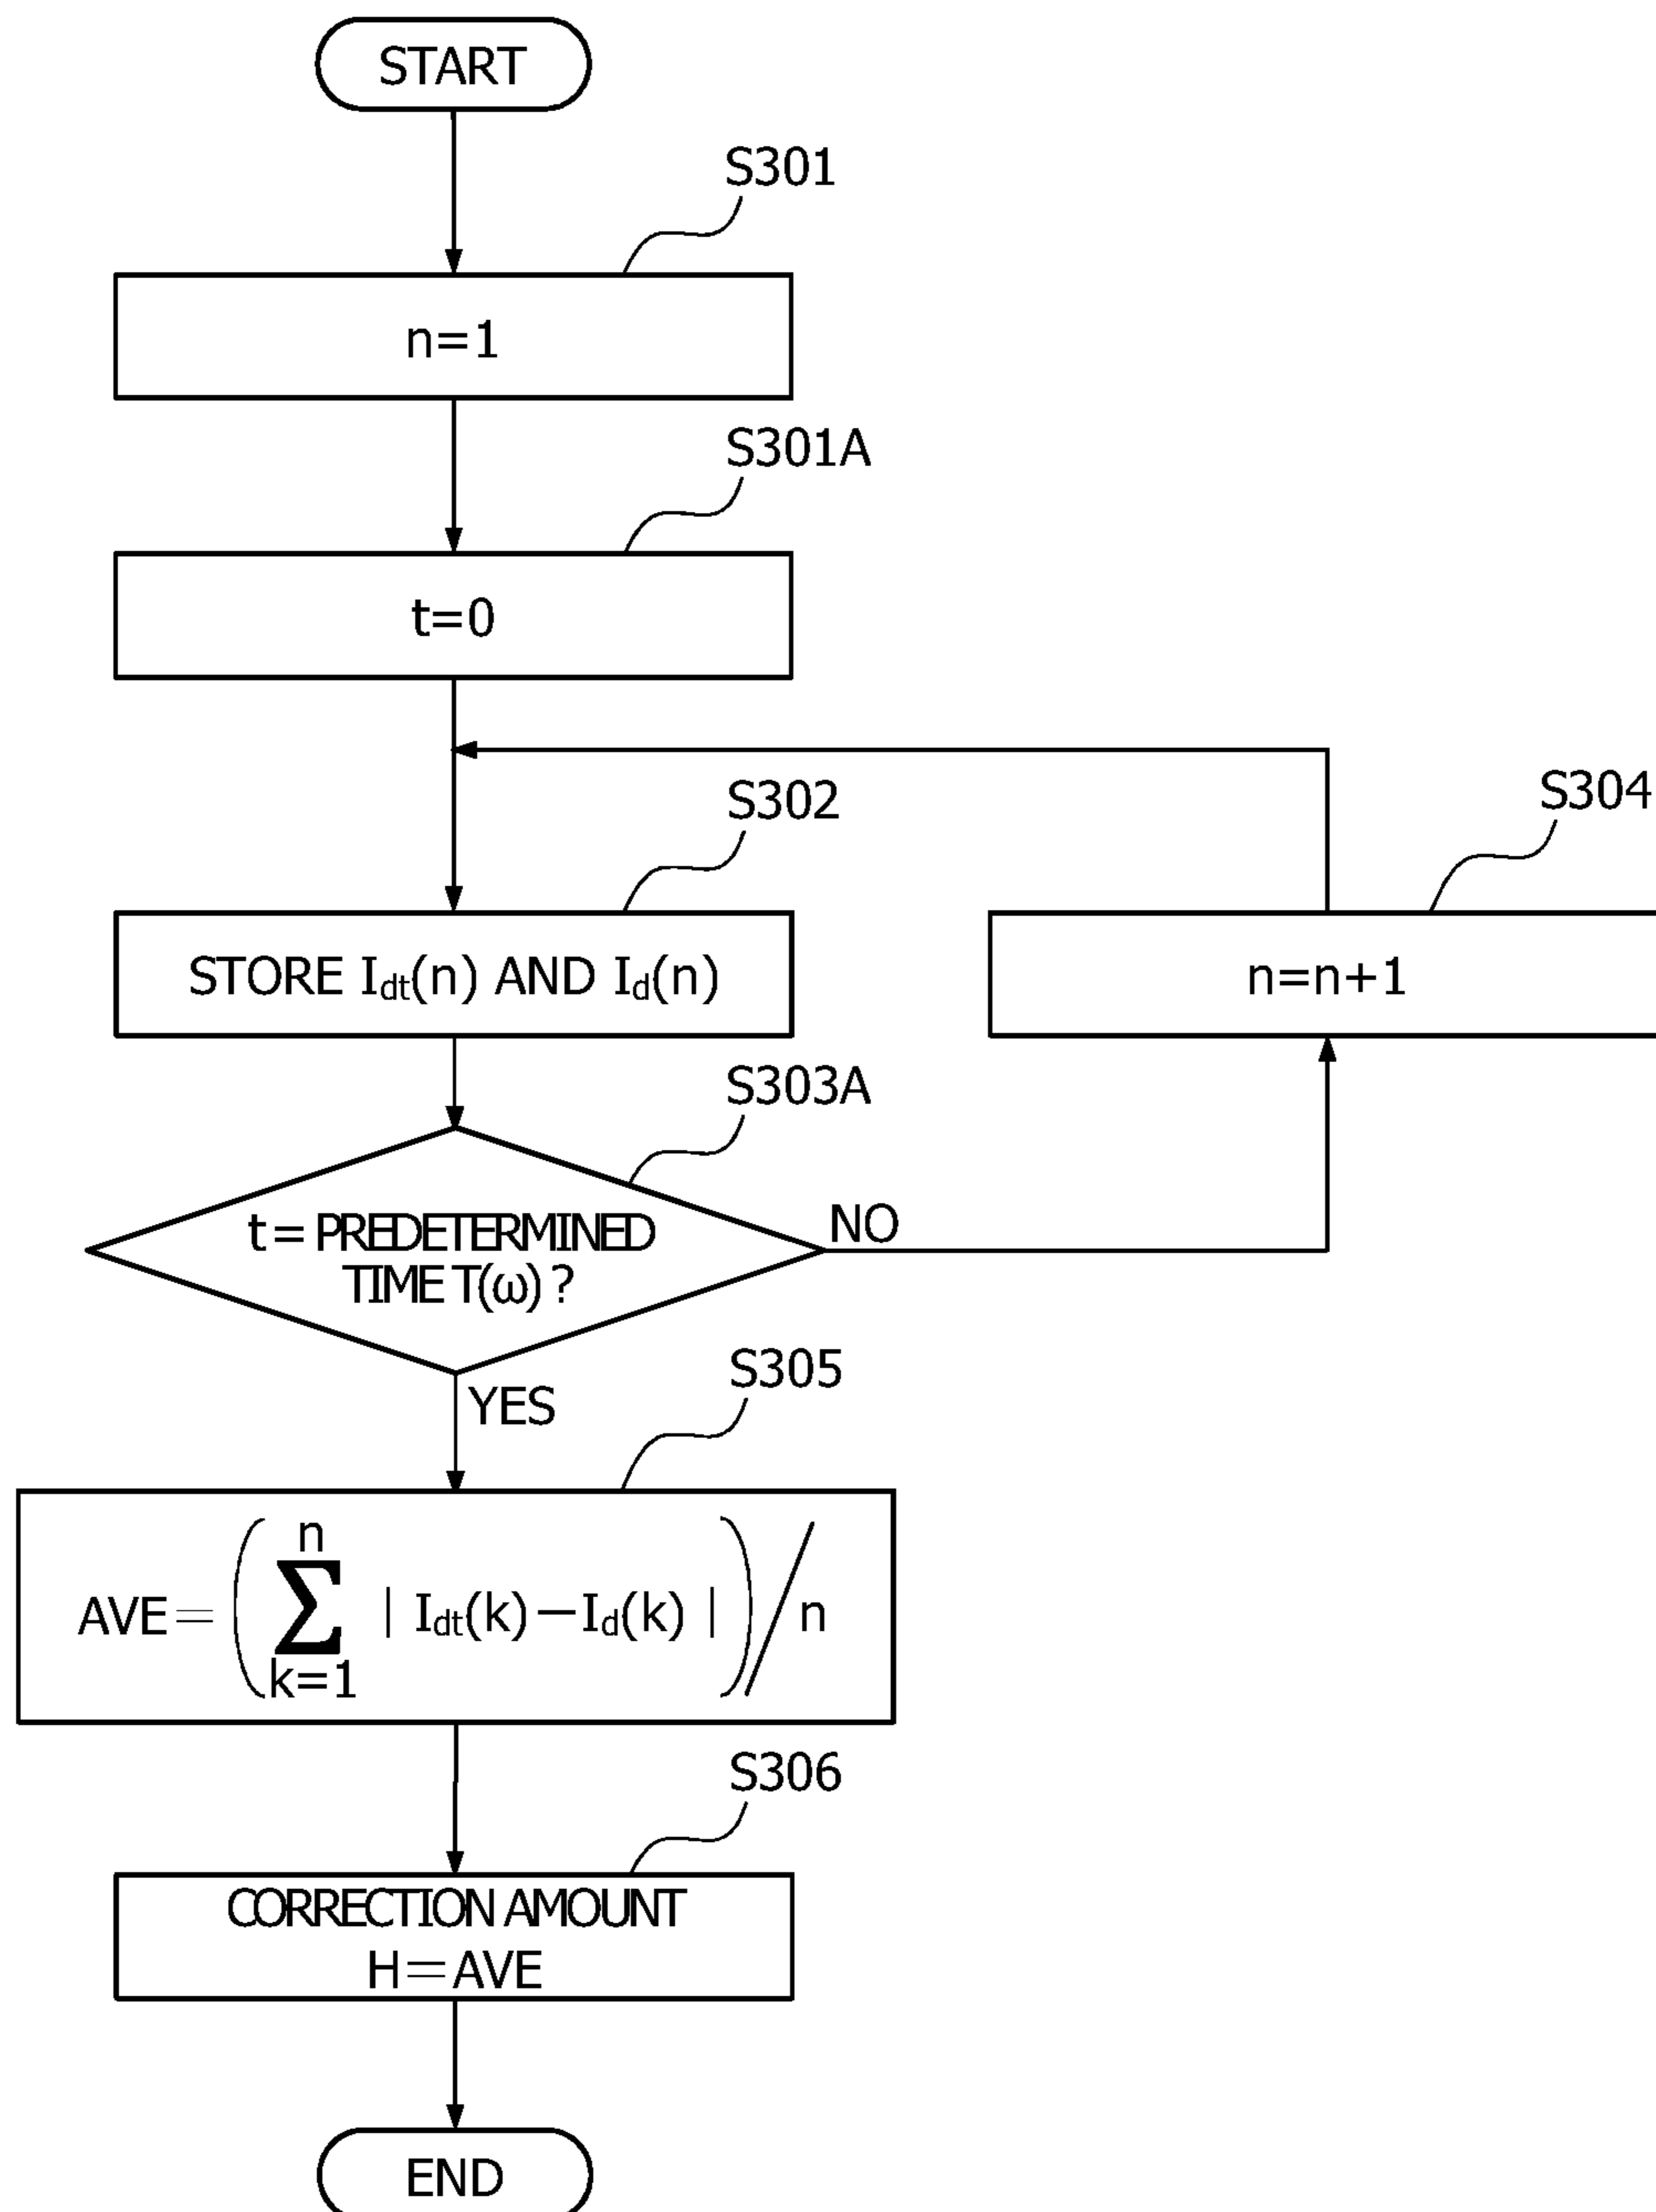 START
S301
n=1
S301A
t=0
S302
S304
STORE Idt(n) AND Id(n)
n=n+1
S303A
t=PREDETERMINED
TIME T(ω)?
NO
YES
S305
AVE=(∑ n k=1 | Idt(k)-Id(k) |)/n
S306
CORRECTION AMOUNT
H=AVE
END